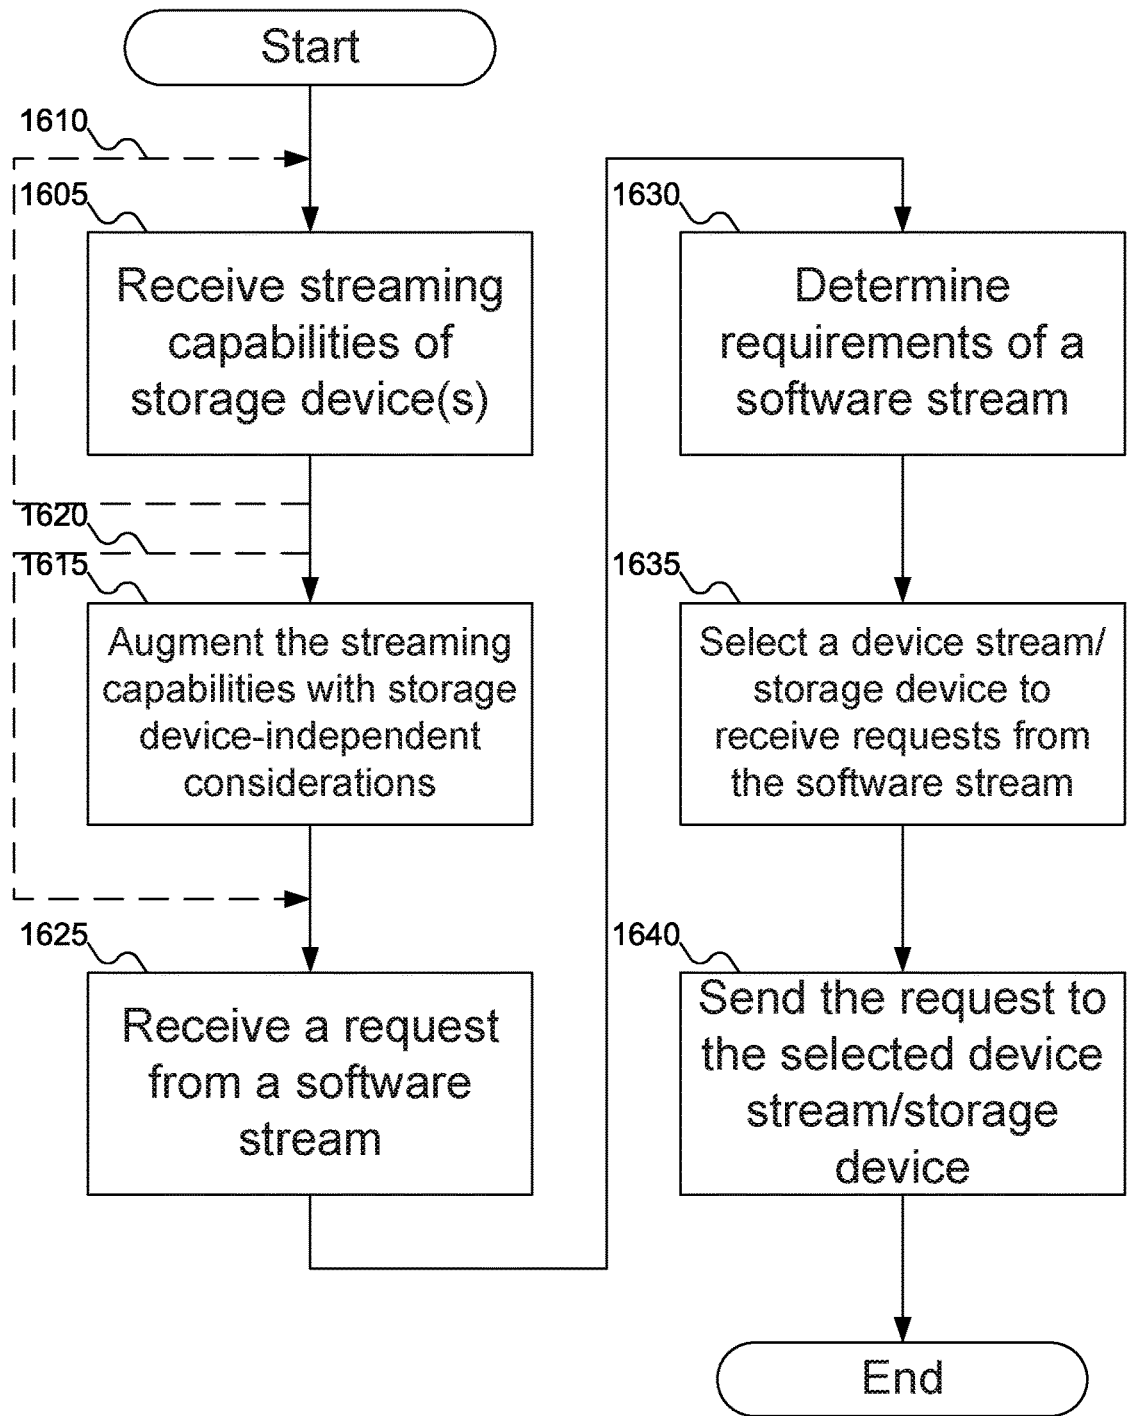 Start
1610
1605
Receive streaming
capabilities of
storage device(s)
1620
1615
Augment the streaming
capabilities with storage
device-independent
considerations
1625
Receive a request
from a software
stream
1630
Determine
requirements of a
software stream
1635
Select a device stream/
storage device to
receive requests from
the software stream
1640
Send the request to
the selected device
stream/storage
device
End